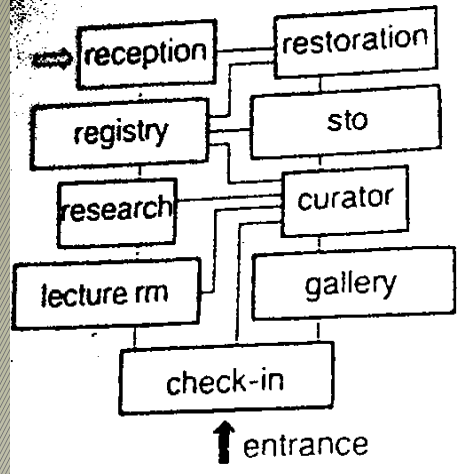 reception
restoration
registry
sto
research
curator
lecture rm
gallery
check-in
entrance